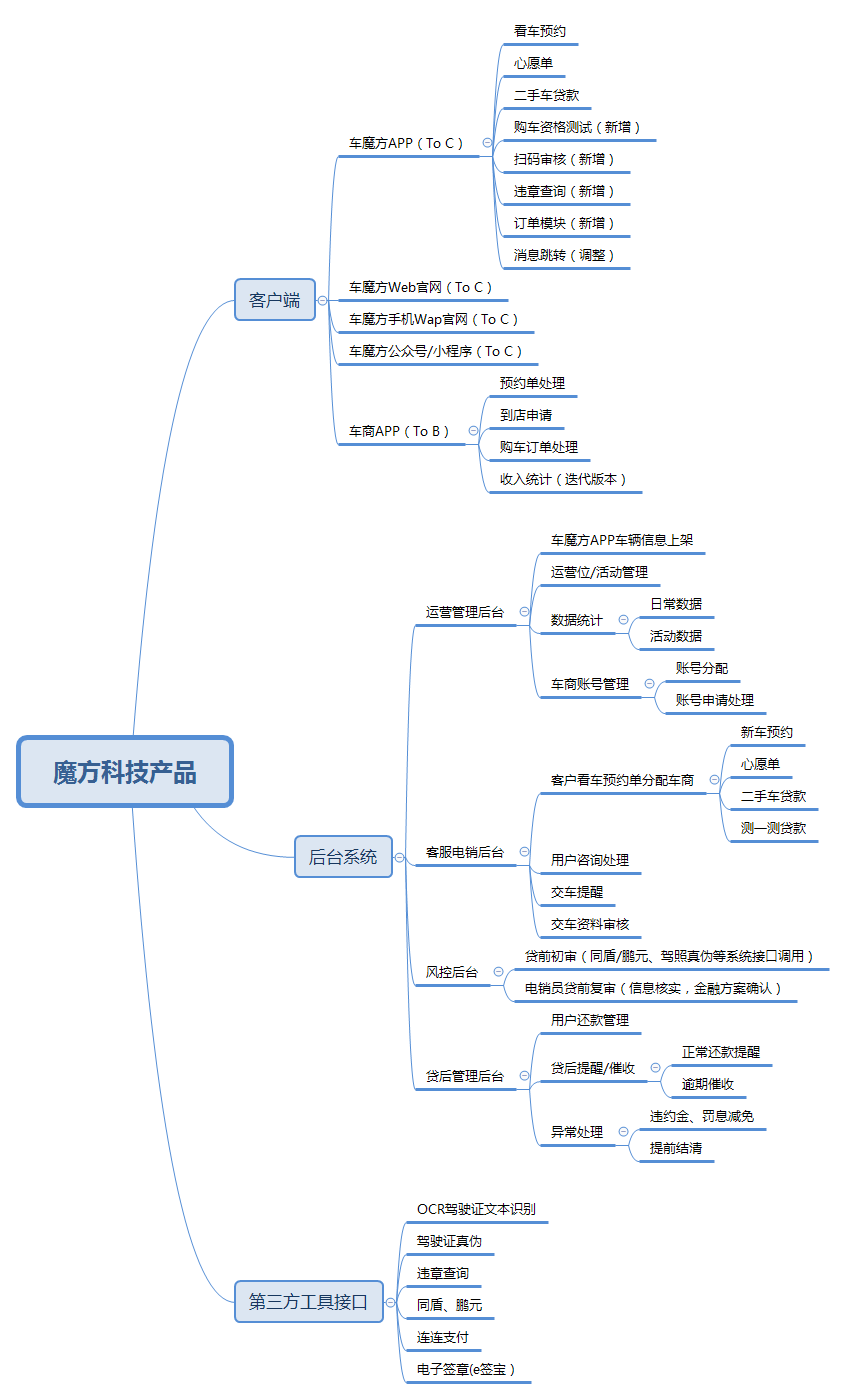 魔方科技产品
客户端
车魔方APP（To C）
看车预约
心愿单
二手车贷款
购车资格测试（新增）
扫码审核（新增）
违章查询（新增）
订单模块（新增）
消息跳转（调整）
车魔方Web官网（To C）
车魔方手机Wap官网（To C）
车魔方公众号/小程序（To C）
车商APP（To B）
预约单处理
到店申请
购车订单处理
收入统计（迭代版本）
后台系统
运营管理后台
车魔方APP车辆信息上架
运营位/活动管理
数据统计
日常数据
活动数据
车商账号管理
账号分配
账号申请处理
客服电销后台
客户看车预约单分配车商
新车预约
心愿单
二手车贷款
测一测贷款
用户咨询处理
交车提醒
交车资料审核
风控后台
贷前初审（同盾/鹏元、驾照真伪等系统接口调用）
电销员贷前复审（信息核实，金融方案确认）
贷后管理后台
用户还款管理
贷后提醒/催收
正常还款提醒
逾期催收
异常处理
违约金、罚息减免
提前结清
第三方工具接口
OCR驾驶证文本识别
驾驶证真伪
违章查询
同盾、鹏元
连连支付
电子签章(e签宝）